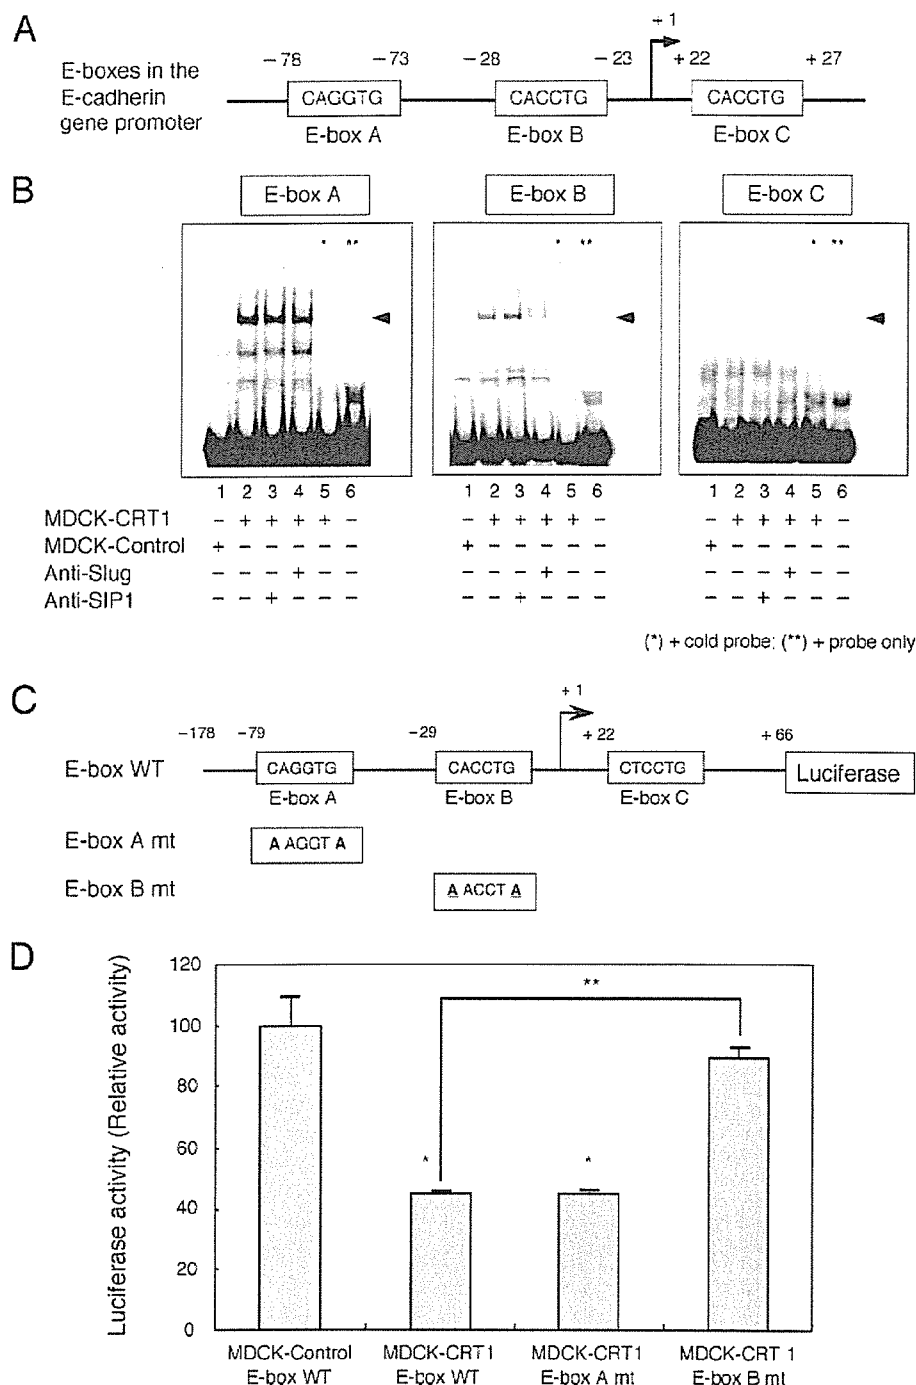 A
+ 1
− 78 − 73 − 28 − 23 + 22 + 27
E-boxes in the
E-cadherin
gene promoter
CAGGTG CACCTG CACCTG
E-box A E-box B E-box C
B
E-box A E-box B E-box C
* ** * ** * **
1 2 3 4 5 6 1 2 3 4 5 6 1 2 3 4 5 6
MDCK-CRT1 − + + + + − − + + + + − − + + + + −
MDCK-Control + − − − − − + − − − − − + − − − − −
Anti-Slug − − − + − − − − − + − − − − − + − −
Anti-SIP1 − − + − − − − − + − − − − − + − − −
(*) + cold probe; (**) + probe only
C
+ 1
−178 −79 −29 + 22 + 66
E-box WT CAGGTG CACCTG CTCCTG Luciferase
E-box A E-box B E-box C
E-box A mt A AGGT A
E-box B mt A ACCT A
D
Luciferase activity (Relative activity)
120
100
80
60
40
20
0
**
* *
MDCK-Control MDCK-CRT1 MDCK-CRT1 MDCK-CRT 1
E-box WT E-box WT E-box A mt E-box B mt